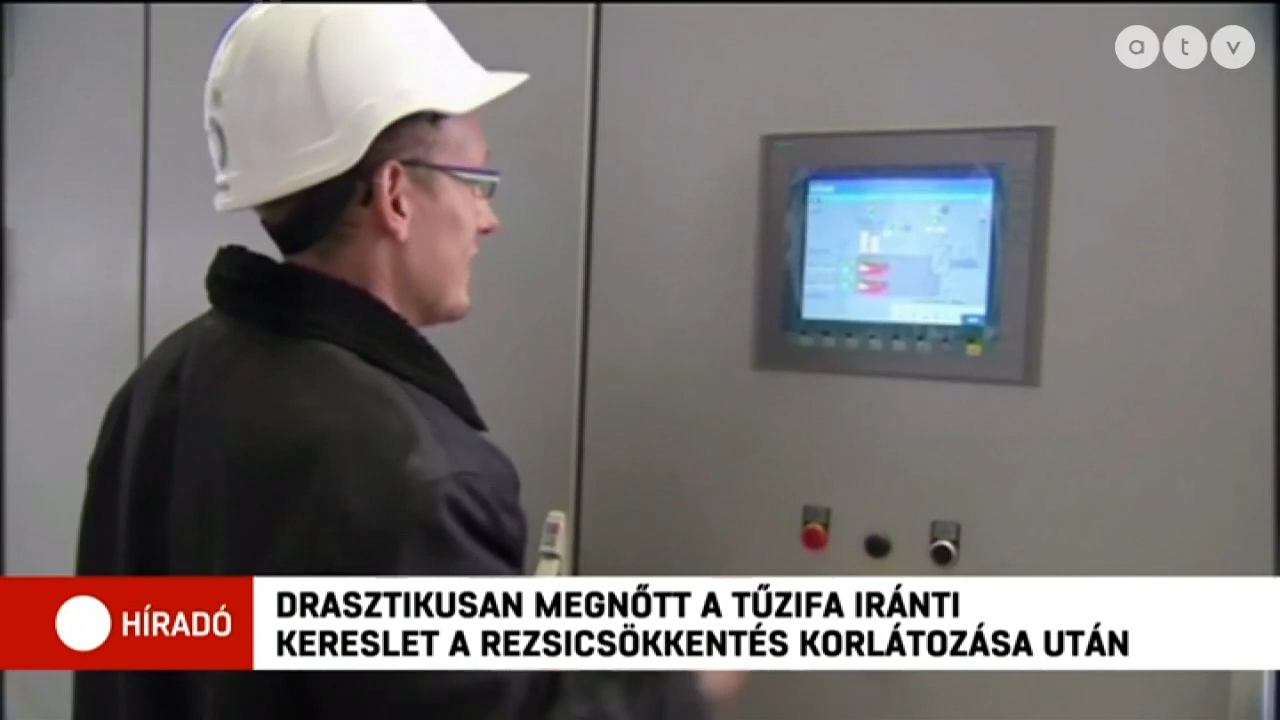 atv
HÍRADÓ
DRASZTIKUSAN MEGNŐTT A TŰZIFA IRÁNTI
KERESLET A REZSICSÖKKENTÉS KORLÁTOZÁSA UTÁN